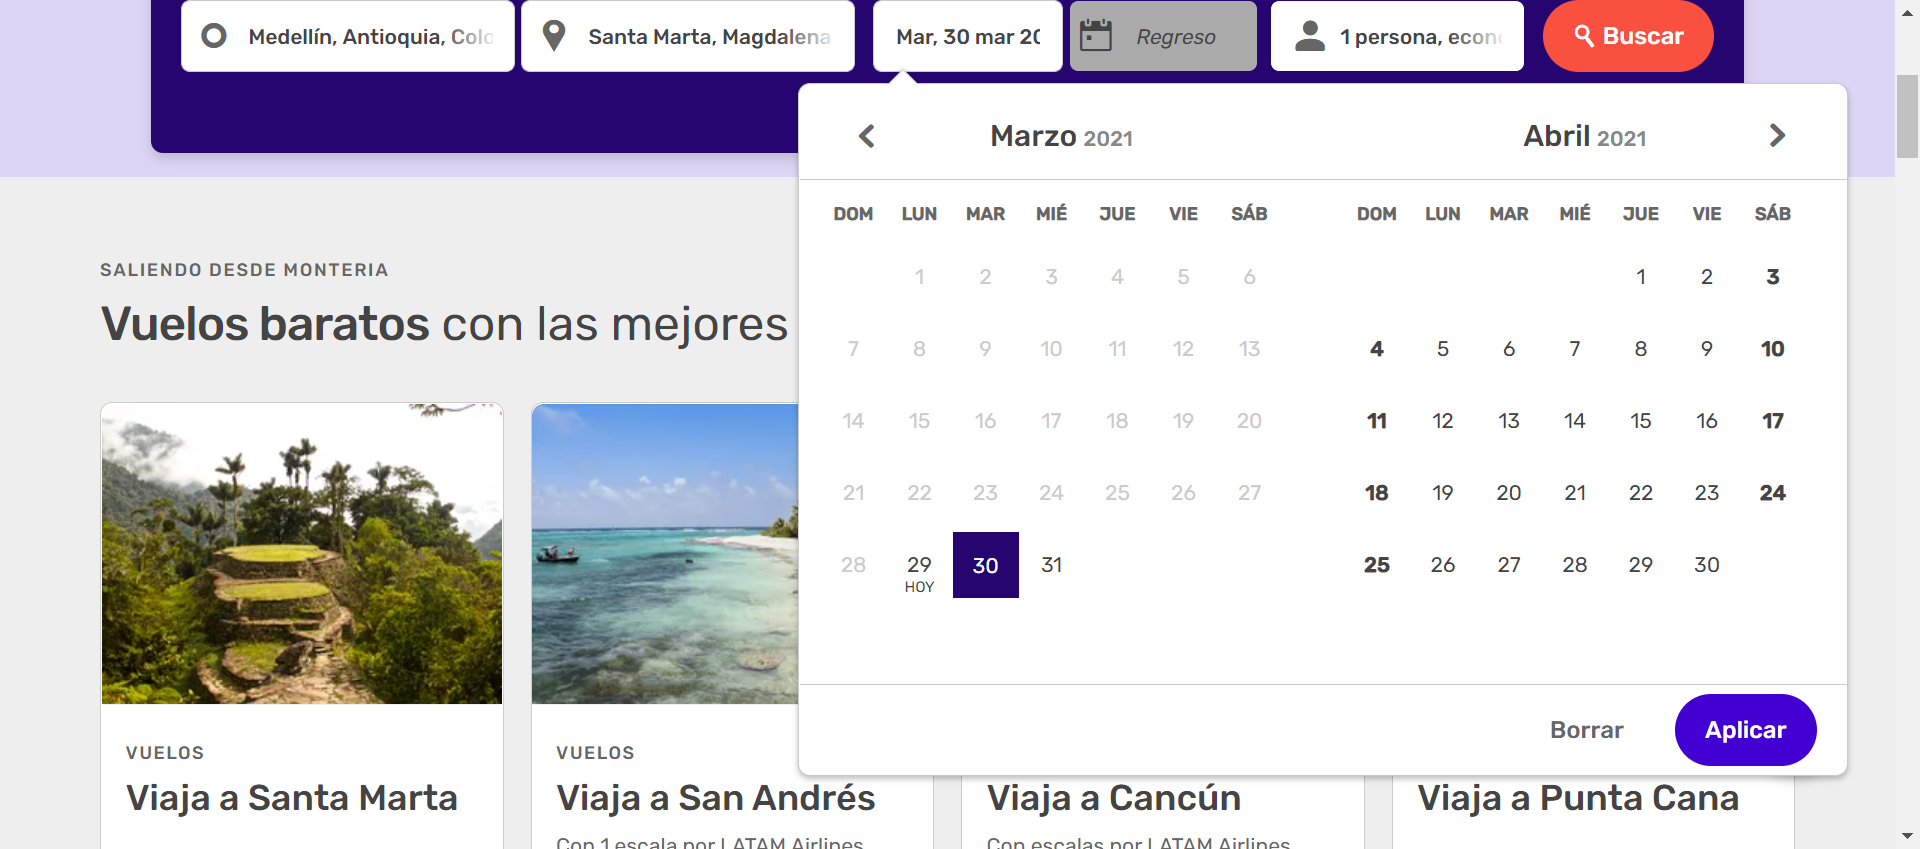 Medellín, Antioquia, Colo
Santa Marta, Magdalena
Mar, 30 mar 20
Regreso
1 persona, econ
Buscar
Marzo 2021
Abril 2021
DOM LUN MAR MIÉ JUE VIE SÁB
1 2 3 4 5 6
7 8 9 10 11 12 13
14 15 16 17 18 19 20
21 22 23 24 25 26 27
28 29 30 31
HOY
DOM LUN MAR MIÉ JUE VIE SÁB
1 2 3
4 5 6 7 8 9 10
11 12 13 14 15 16 17
18 19 20 21 22 23 24
25 26 27 28 29 30
Borrar
Aplicar
SALIENDO DESDE MONTERIA
Vuelos baratos con las mejores
VUELOS
Viaja a Santa Marta
VUELOS
Viaja a San Andrés
Con 1 escala por LATAM Airlines
Viaja a Cancún
Con escalas por LATAM Airlines
Viaja a Punta Cana